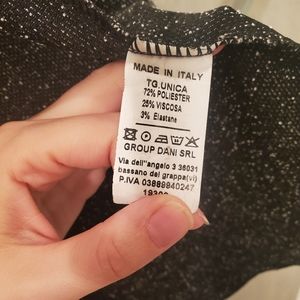 MADE IN ITALY
TG.UNICA
72% POLIESTER
25% VISCOSA
3% Elastane
GROUP DANI SRL
Via dell'angelo 3 36031
bassano del grappa(vi)
P.IVA 03889840247